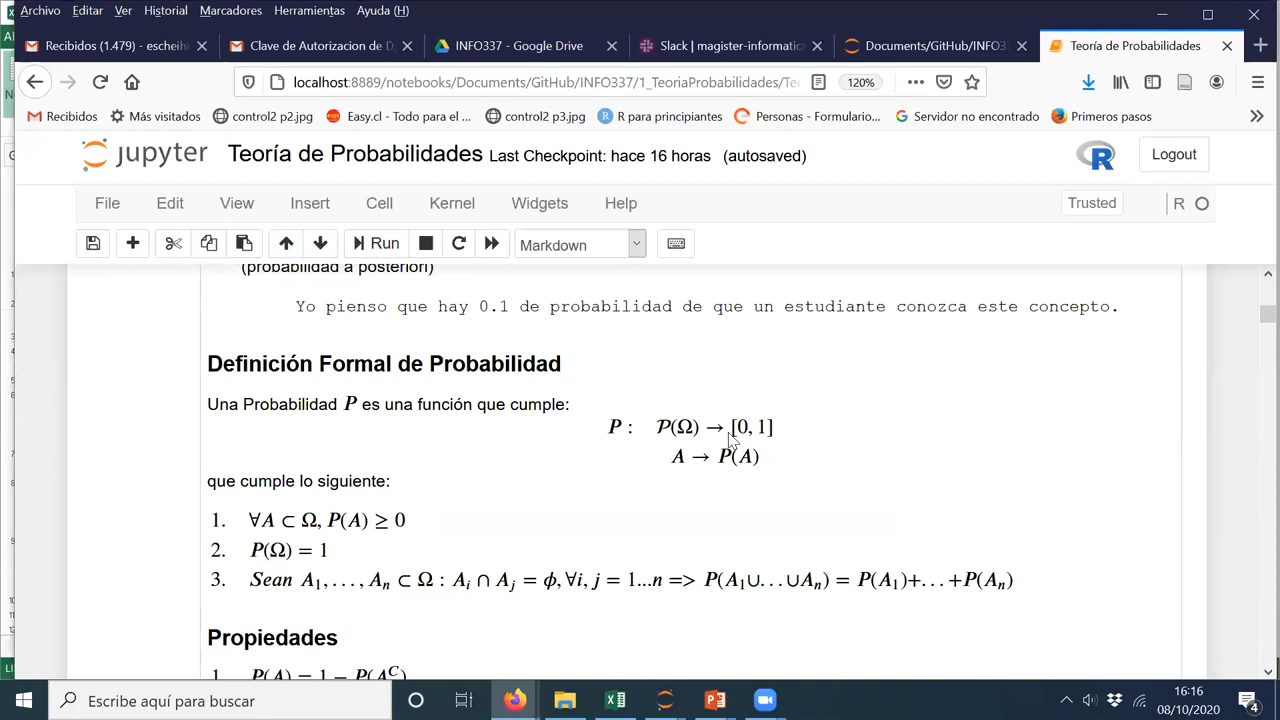 Archivo Editar Ver Historial Marcadores Herramientas Ayuda (H)
Recibidos (1.479) - escheih
Clave de Autorizacion de D
INFO337 - Google Drive
Slack | magister-informatica
Documents/GitHub/INFO33
Teoría de Probabilidades
localhost:8889/notebooks/Documents/GitHub/INFO337/1_TeoriaProbabilidades/Te
120%
Recibidos Más visitados control2 p2.jpg Easy.cl - Todo para el ... control2 p3.jpg R para principiantes Personas - Formulario... Servidor no encontrado Primeros pasos
jupyter Teoría de Probabilidades Last Checkpoint: hace 16 horas (autosaved)
Logout
File Edit View Insert Cell Kernel Widgets Help
Trusted
R
Run
Markdown
(probabilidad a posteriori)
Yo pienso que hay 0.1 de probabilidad de que un estudiante conozca este concepto.
Definición Formal de Probabilidad
Una Probabilidad P es una función que cumple:
P : 𝒫(Ω) → [0, 1]
A → P(A)
que cumple lo siguiente:
1. ∀A ⊂ Ω, P(A) ≥ 0
2. P(Ω) = 1
3. Sean A₁, . . . , Aₙ ⊂ Ω : Aᵢ ∩ Aⱼ = ϕ, ∀i, j = 1...n => P(A₁∪. . . ∪Aₙ) = P(A₁)+. . . +P(Aₙ)
Propiedades
1. P(A) = 1 − P(Aᶜ)
Escribe aquí para buscar
16:16
08/10/2020
4